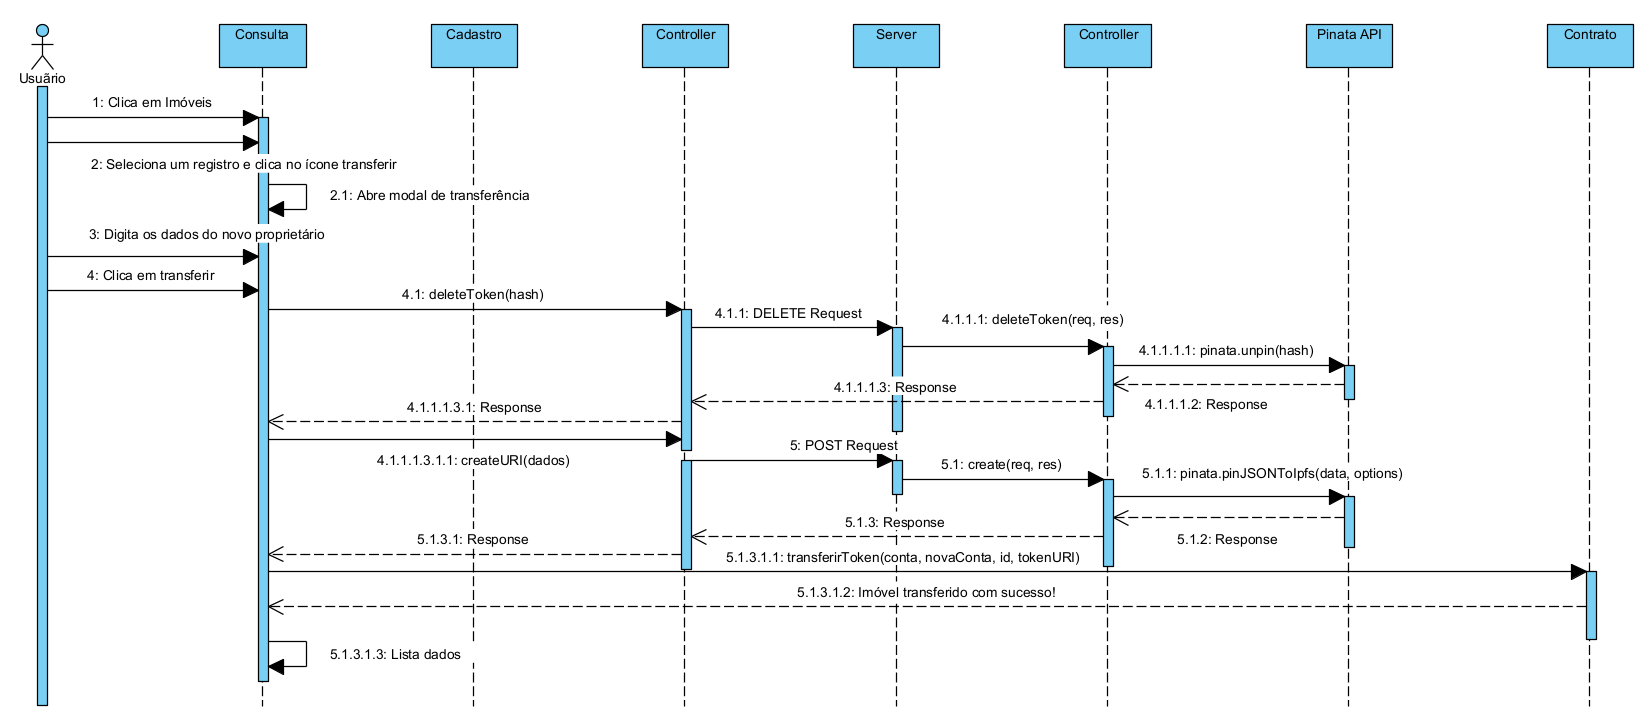 Consulta
Cadastro
Controller
Server
Controller
Pinata API
Contrato
Usuãrio
1: Clica em Imóveis
2: Seleciona um registro e clica no ícone transferir
2.1: Abre modal de transferência
3: Digita os dados do novo proprietário
4: Clica em transferir
4.1: deleteToken(hash)
4.1.1: DELETE Request
4.1.1.1: deleteToken(req, res)
4.1.1.1.1: pinata.unpin(hash)
4.1.1.1.3: Response
4.1.1.1.2: Response
4.1.1.1.3.1: Response
4.1.1.1.3.1.1: createURI(dados)
5: POST Request
5.1: create(req, res)
5.1.1: pinata.pinJSONToIpfs(data, options)
5.1.3: Response
5.1.2: Response
5.1.3.1: Response
5.1.3.1.1: transferirToken(conta, novaConta, id, tokenURI)
5.1.3.1.2: Imóvel transferido com sucesso!
5.1.3.1.3: Lista dados